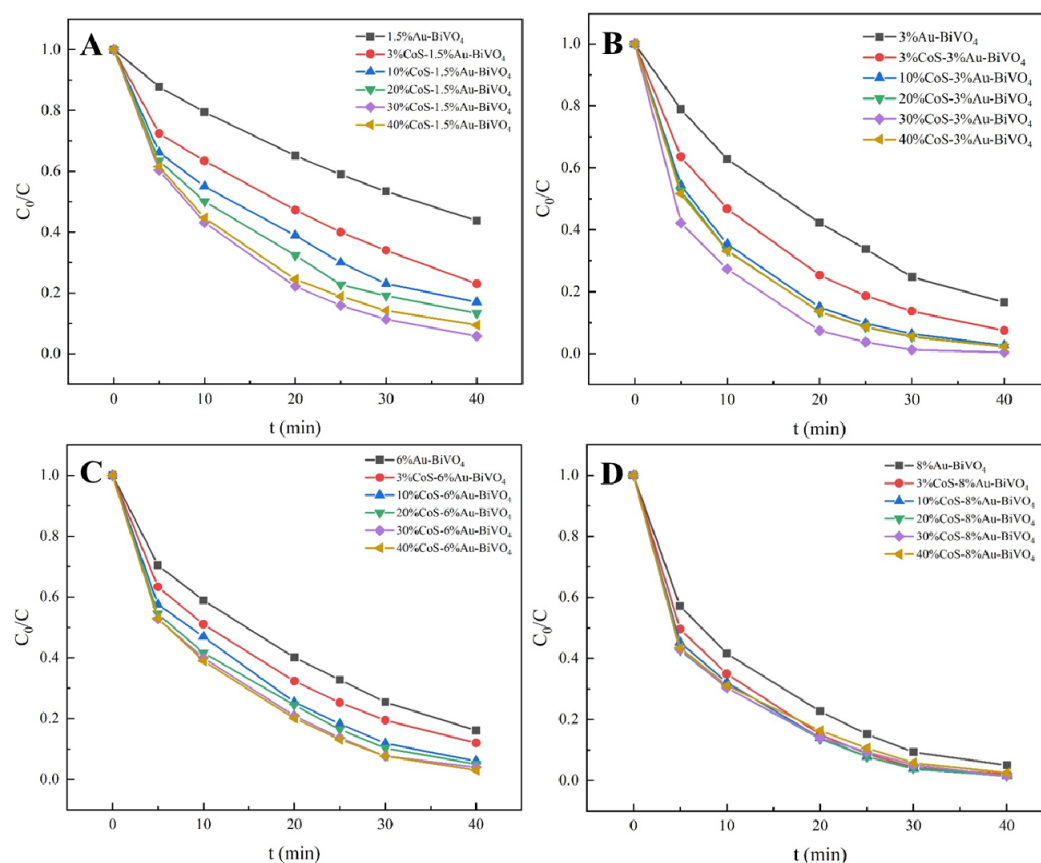 A
1.5%Au-BiVO₄
3%CoS-1.5%Au-BiVO₄
10%CoS-1.5%Au-BiVO₄
20%CoS-1.5%Au-BiVO₄
30%CoS-1.5%Au-BiVO₄
40%CoS-1.5%Au-BiVO₄
C₀/C
1.0
0.8
0.6
0.4
0.2
0.0
0 10 20 30 40
t (min)
B
3%Au-BiVO₄
3%CoS-3%Au-BiVO₄
10%CoS-3%Au-BiVO₄
20%CoS-3%Au-BiVO₄
30%CoS-3%Au-BiVO₄
40%CoS-3%Au-BiVO₄
C₀/C
1.0
0.8
0.6
0.4
0.2
0.0
0 10 20 30 40
t (min)
C
6%Au-BiVO₄
3%CoS-6%Au-BiVO₄
10%CoS-6%Au-BiVO₄
20%CoS-6%Au-BiVO₄
30%CoS-6%Au-BiVO₄
40%CoS-6%Au-BiVO₄
C₀/C
1.0
0.8
0.6
0.4
0.2
0.0
0 10 20 30 40
t (min)
D
8%Au-BiVO₄
3%CoS-8%Au-BiVO₄
10%CoS-8%Au-BiVO₄
20%CoS-8%Au-BiVO₄
30%CoS-8%Au-BiVO₄
40%CoS-8%Au-BiVO₄
C₀/C
1.0
0.8
0.6
0.4
0.2
0.0
0 10 20 30 40
t (min)